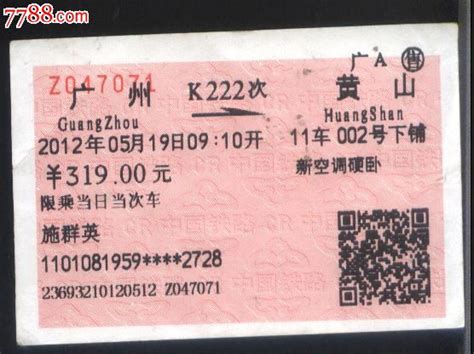 7788.com
广A 售
Z047071
广州 K222次 黄山
GuangZhou HuangShan
2012年05月19日09:10开 11车002号下铺
¥319.00元 新空调硬卧
限乘当日当次车
施群英
1101081959****2728
23693210120512 Z047071